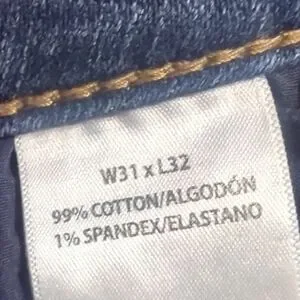 W31 x L32
99% COTTON/ALGODÓN
1% SPANDEX/ELASTANO